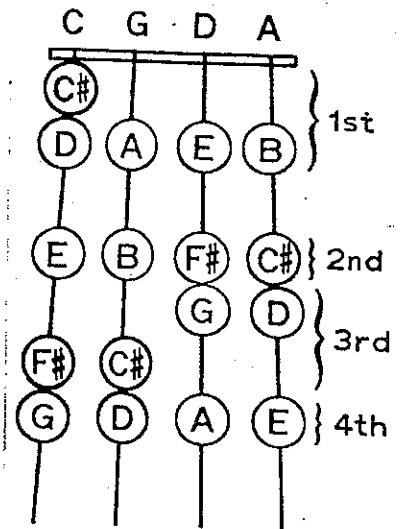 C G D A
C#
D A E B
1st
E B F# C#
2nd
G D
3rd
F# C#
G D A E
4th